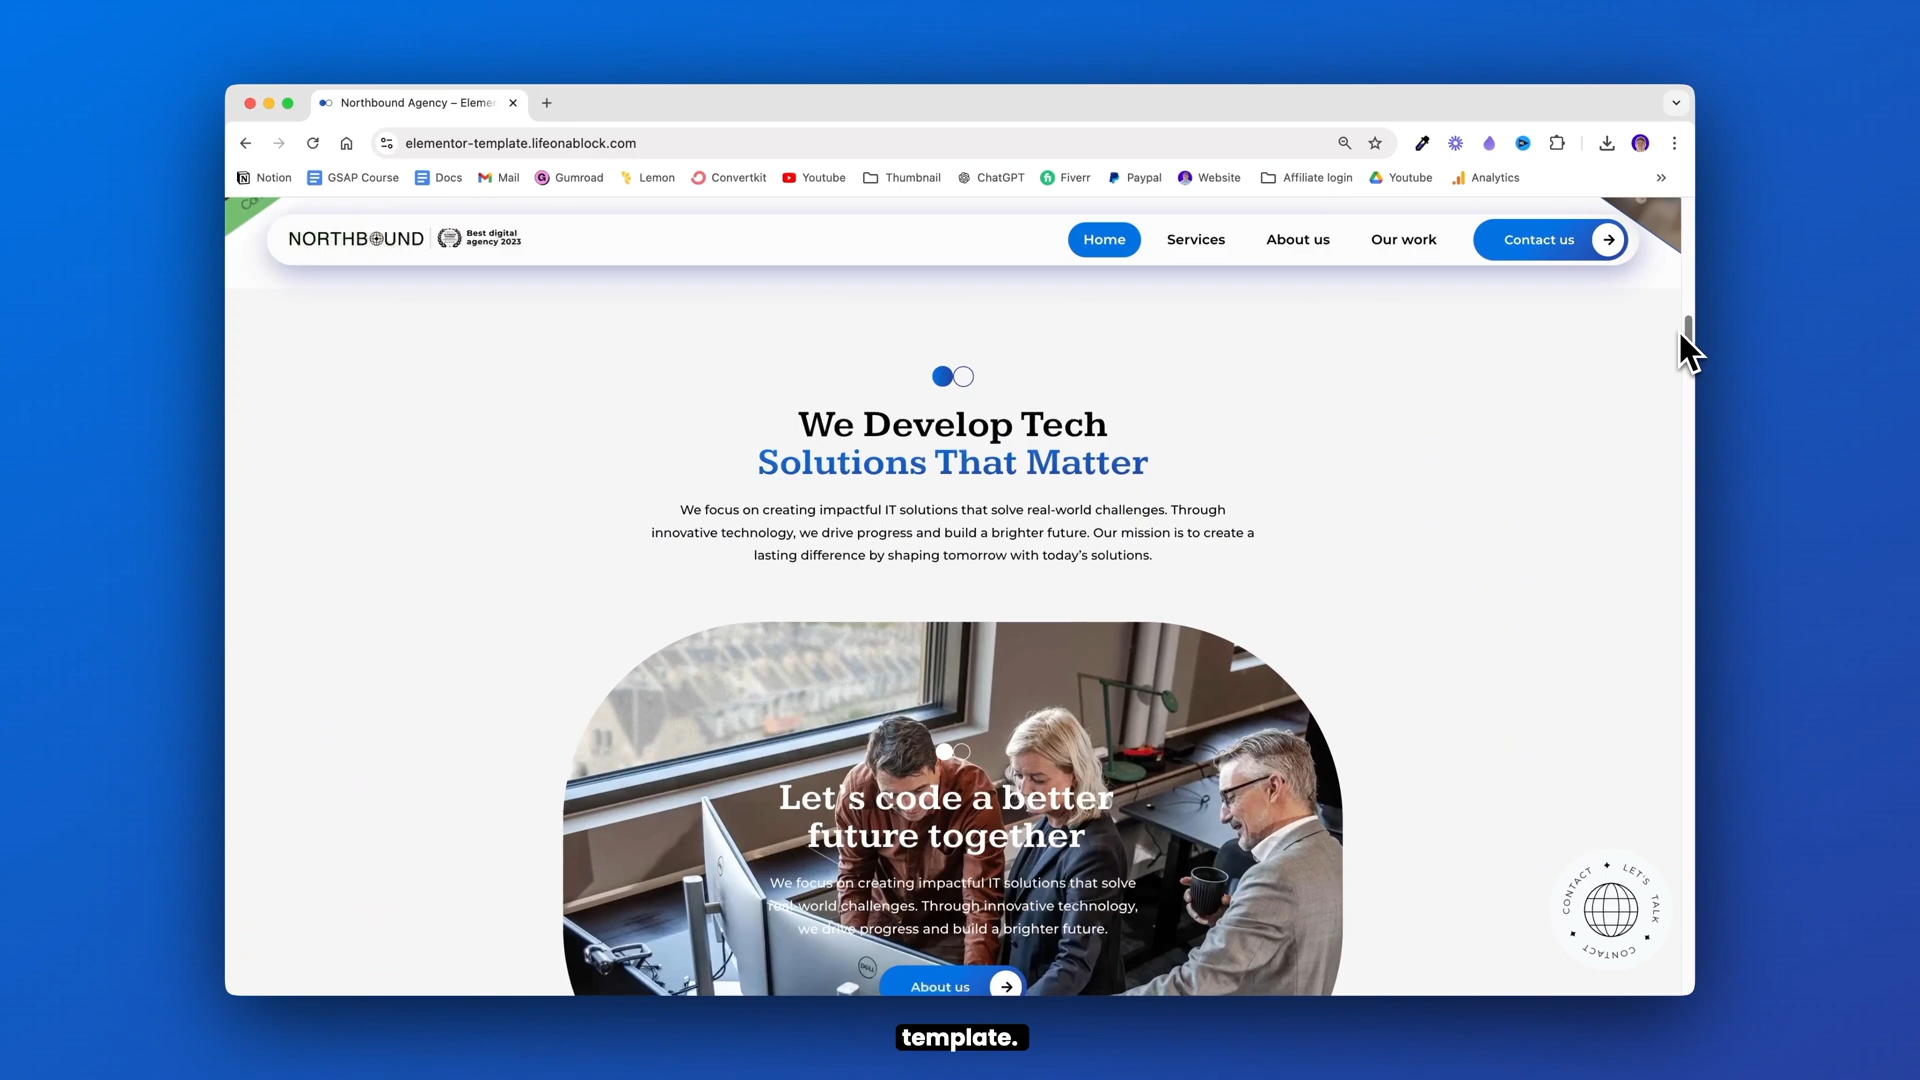 Northbound Agency – Elemen
elementor-template.lifeonablock.com
Notion
GSAP Course
Docs
Mail
Gumroad
Lemon
Convertkit
Youtube
Thumbnail
ChatGPT
Fiverr
Paypal
Website
Affiliate login
Youtube
Analytics
NORTHBOUND
Best digital
agency 2023
Home
Services
About us
Our work
Contact us
We Develop Tech
Solutions That Matter
We focus on creating impactful IT solutions that solve real-world challenges. Through
innovative technology, we drive progress and build a brighter future. Our mission is to create a
lasting difference by shaping tomorrow with today’s solutions.
Let’s code a better
future together
We focus on creating impactful IT solutions that solve
real-world challenges. Through innovative technology,
we drive progress and build a brighter future.
DELL
About us
CONTACT ✦ LET'S TALK ✦ CONTACT ✦
template.